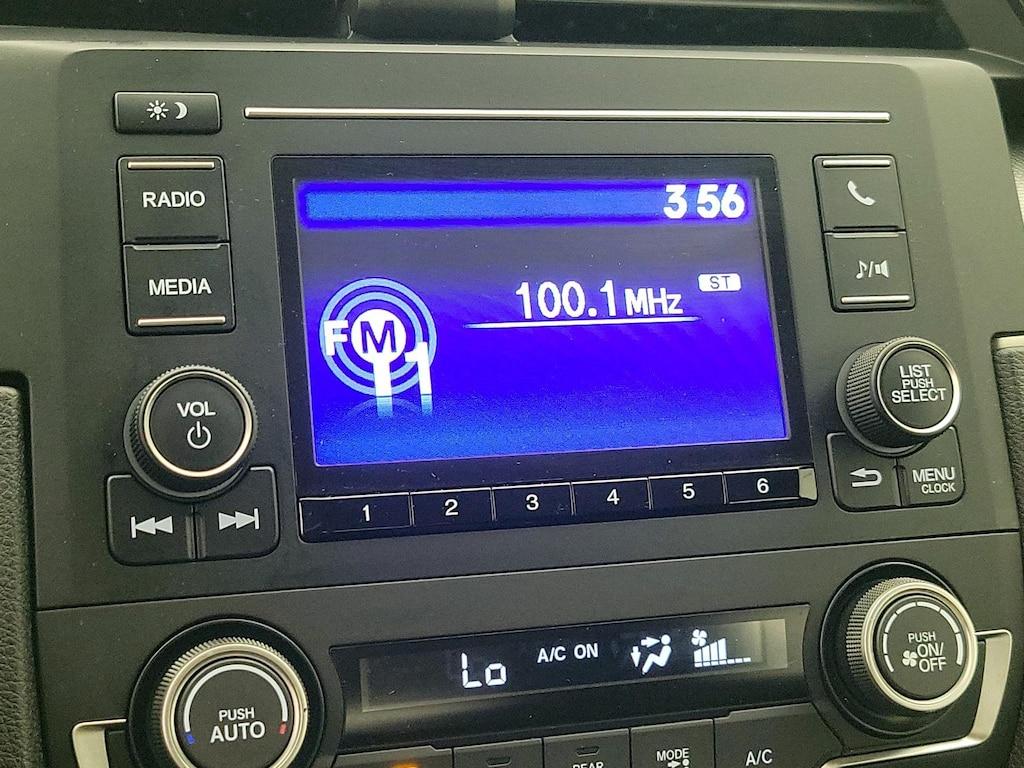 RADIO
MEDIA
VOL
3 56
100.1 MHz
ST
FM 1
LIST
PUSH
SELECT
MENU
CLOCK
1 2 3 4 5 6
Lo A/C ON
PUSH
AUTO
PUSH
ON/
OFF
REAR
MODE
A/C